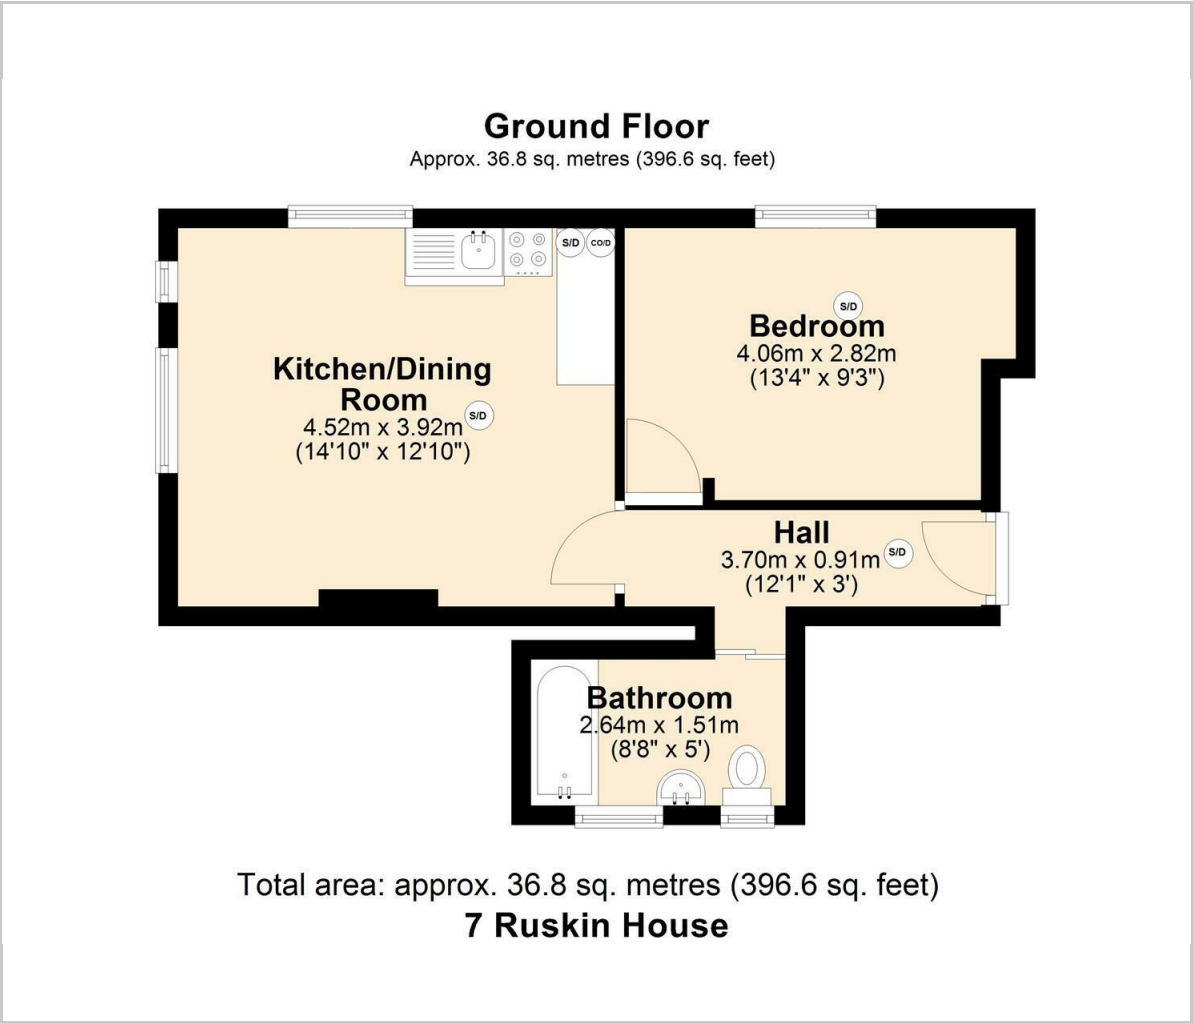 Ground Floor
Approx. 36.8 sq. metres (396.6 sq. feet)
S/D
CO/D
Kitchen/Dining
Room
4.52m x 3.92m
(14'10" x 12'10")
S/D
S/D
Bedroom
4.06m x 2.82m
(13'4" x 9'3")
Hall
3.70m x 0.91m
(12'1" x 3')
S/D
Bathroom
2.64m x 1.51m
(8'8" x 5')
Total area: approx. 36.8 sq. metres (396.6 sq. feet)
7 Ruskin House